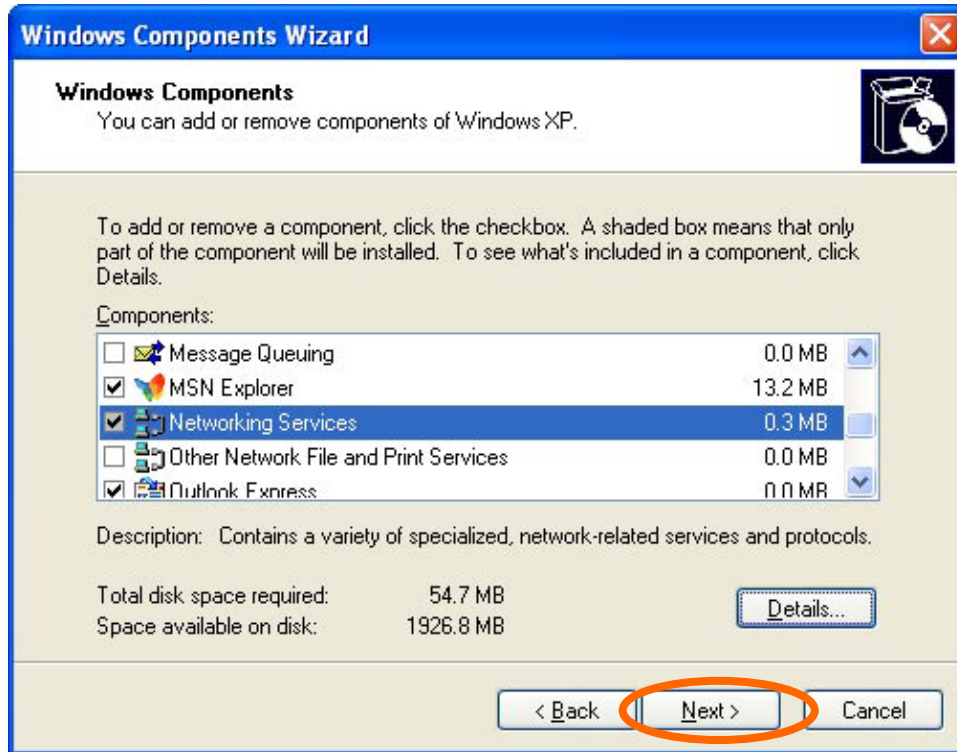 Windows Components Wizard
Windows Components
You can add or remove components of Windows XP.
To add or remove a component, click the checkbox. A shaded box means that only
part of the component will be installed. To see what's included in a component, click
Details.
Components:
Message Queuing 0.0 MB
MSN Explorer 13.2 MB
Networking Services 0.3 MB
Other Network File and Print Services 0.0 MB
Outlook Express 0.0 MB
Description: Contains a variety of specialized, network-related services and protocols.
Total disk space required: 54.7 MB
Space available on disk: 1926.8 MB
Details...
< Back Next > Cancel